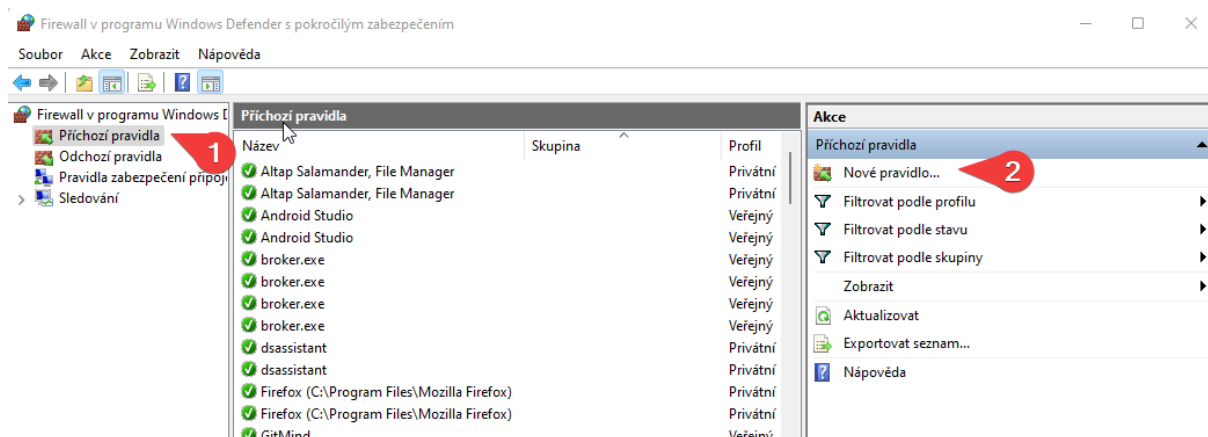 Firewall v programu Windows Defender s pokročilým zabezpečením
Soubor Akce Zobrazit Nápověda
Firewall v programu Windows D
Příchozí pravidla
Odchozí pravidla
Pravidla zabezpečení připoje
Sledování
1
Příchozí pravidla
Název Skupina Profil
Altap Salamander, File Manager Privátní
Altap Salamander, File Manager Privátní
Android Studio Veřejný
Android Studio Veřejný
broker.exe Veřejný
broker.exe Veřejný
broker.exe Veřejný
broker.exe Veřejný
dsassistant Privátní
dsassistant Privátní
Firefox (C:\Program Files\Mozilla Firefox) Privátní
Firefox (C:\Program Files\Mozilla Firefox) Privátní
GitMind Veřejný
Akce
Příchozí pravidla
Nové pravidlo...
2
Filtrovat podle profilu
Filtrovat podle stavu
Filtrovat podle skupiny
Zobrazit
Aktualizovat
Exportovat seznam...
Nápověda